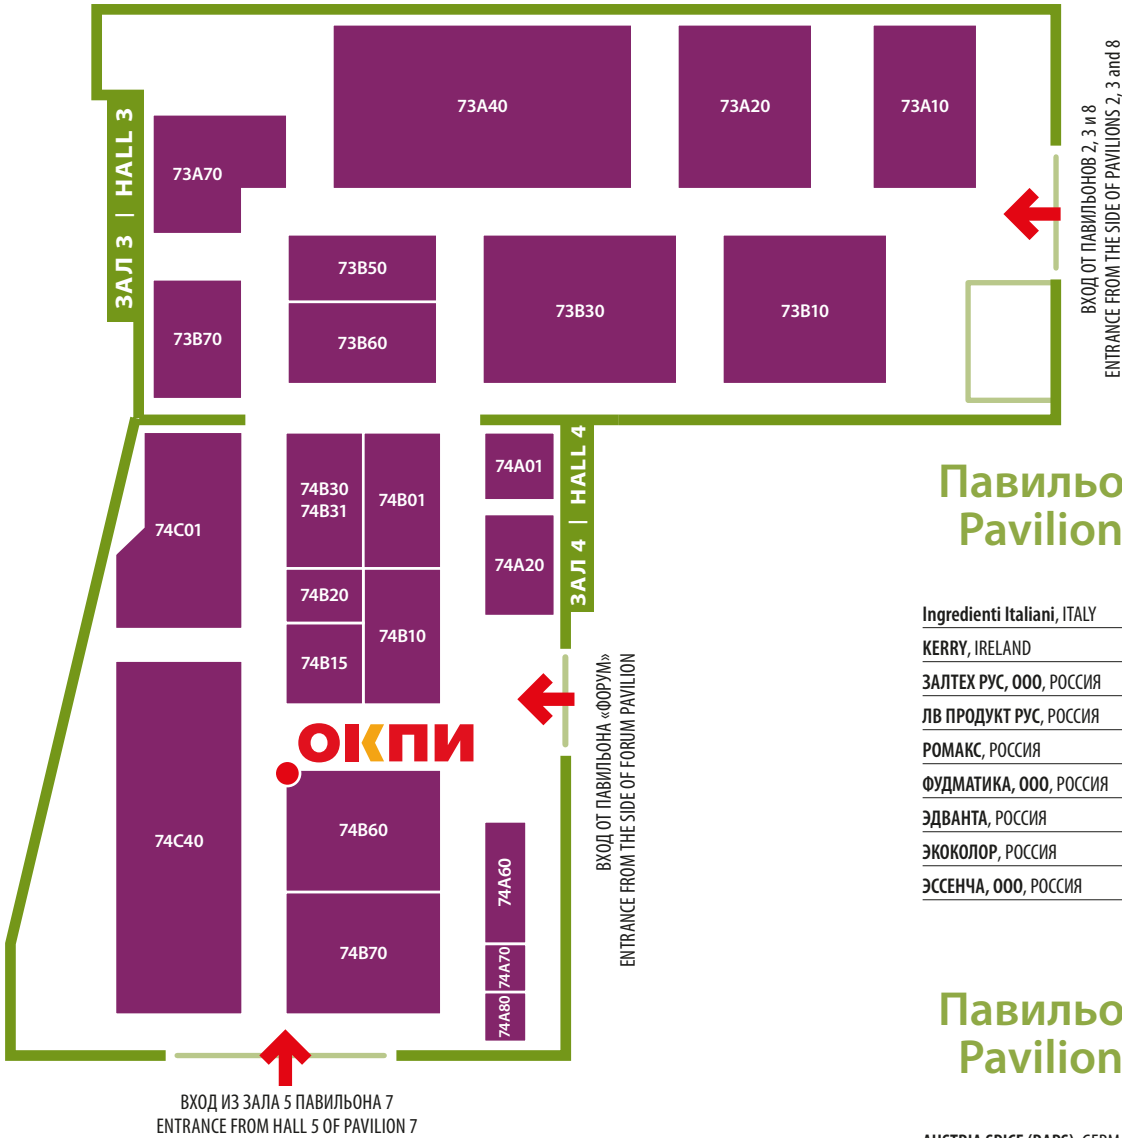 73A40
73A20
73A10
73A70
ЗАЛ 3 | HALL 3
73B50
73B60
73B30
73B10
73B70
ВХОД ОТ ПАВИЛЬОНОВ 2, 3 и 8
ENTRANCE FROM THE SIDE OF PAVILIONS 2, 3 and 8
74C01
74B30
74B31
74B01
74A01
74A20
ЗАЛ 4 | HALL 4
74B20
74B10
74B15
ОКПИ
74C40
74B60
74B70
74A60
74A70
74A80
ВХОД ОТ ПАВИЛЬОНА «ФОРУМ»
ENTRANCE FROM THE SIDE OF FORUM PAVILION
ВХОД ИЗ ЗАЛА 5 ПАВИЛЬОНА 7
ENTRANCE FROM HALL 5 OF PAVILION 7
Павильо
Pavilion
Ingredienti Italiani, ITALY
KERRY, IRELAND
ЗАЛТЕХ РУС, ООО, РОССИЯ
ЛВ ПРОДУКТ РУС, РОССИЯ
РОМАКС, РОССИЯ
ФУДМАТИКА, ООО, РОССИЯ
ЭДВАНТА, РОССИЯ
ЭКОКОЛОР, РОССИЯ
ЭССЕНЧА, ООО, РОССИЯ
Павильо
Pavilion